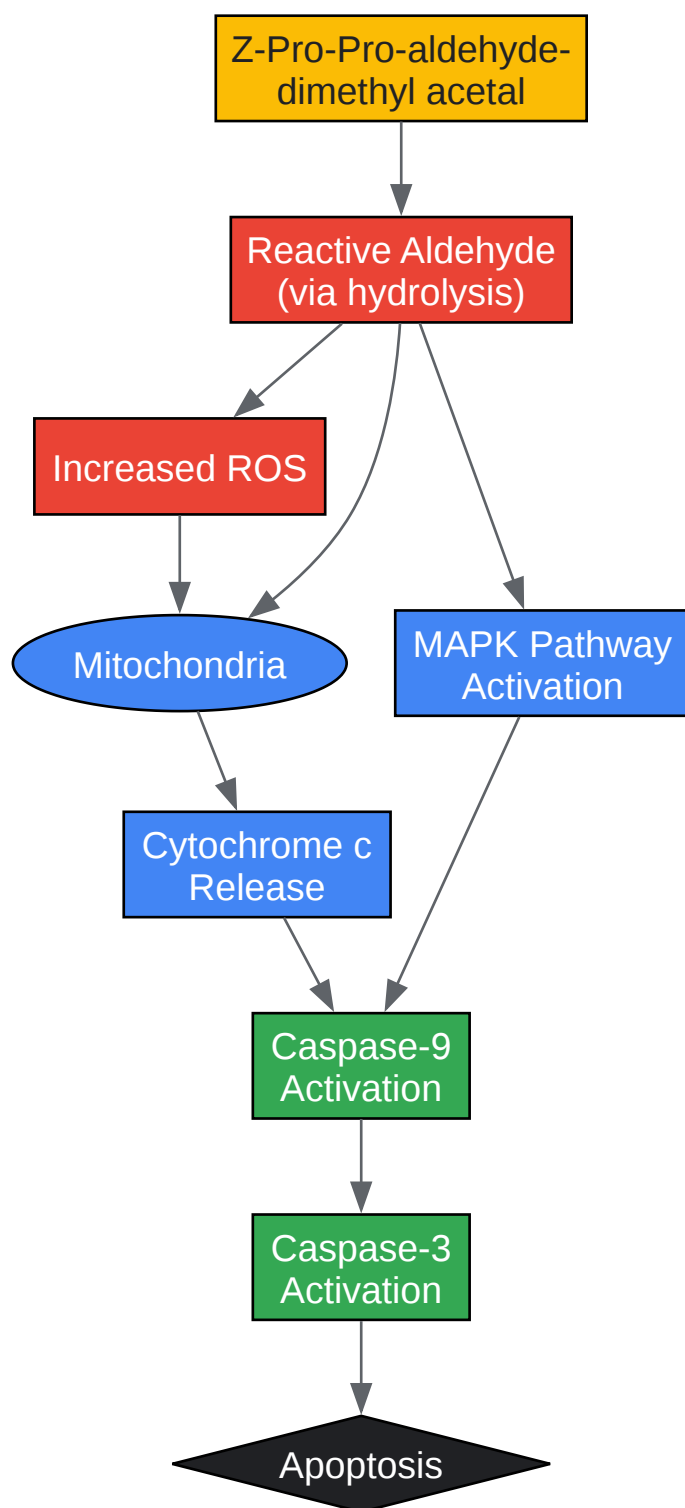 Z-Pro-Pro-aldehyde-
dimethyl acetal
Reactive Aldehyde
(via hydrolysis)
Increased ROS
Mitochondria
MAPK Pathway
Activation
Cytochrome c
Release
Caspase-9
Activation
Caspase-3
Activation
Apoptosis